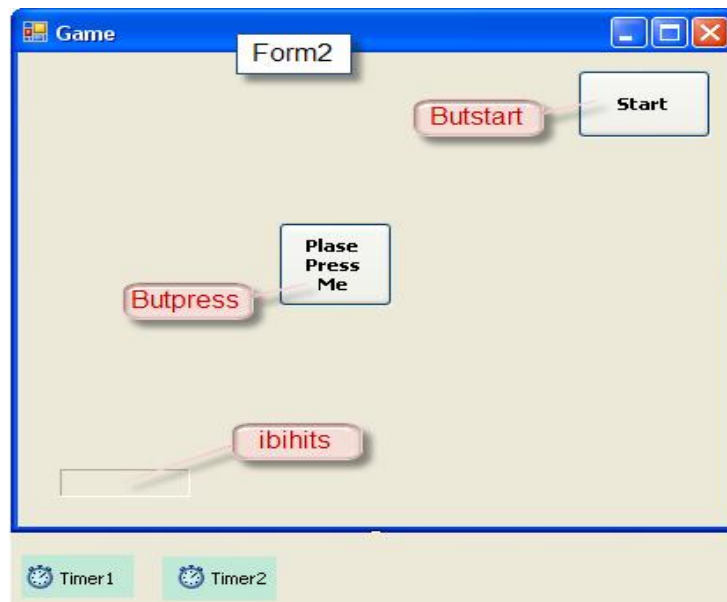 Game
Form2
Butstart
Start
Plase
Press
Me
Butpress
ibihits
Timer1
Timer2